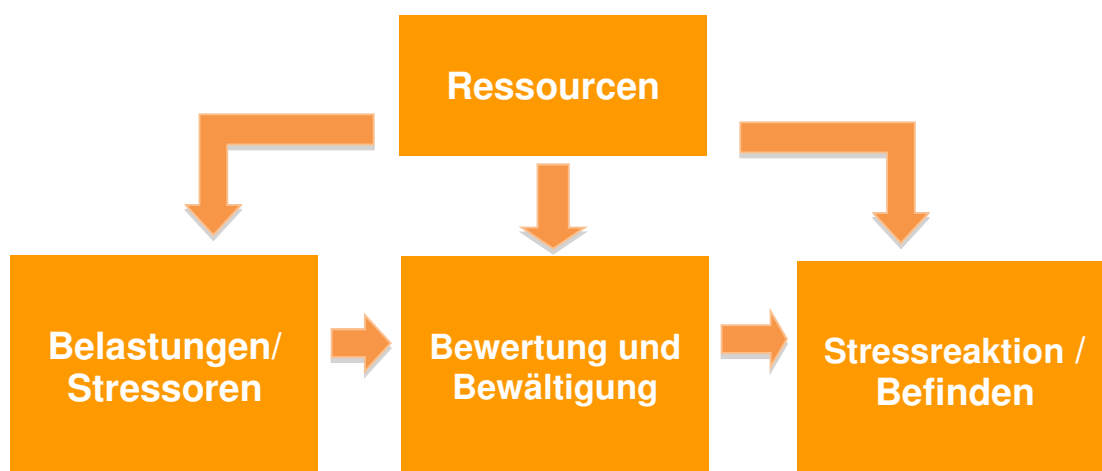 Ressourcen
Belastungen/
Stressoren
Bewertung und
Bewältigung
Stressreaktion /
Befinden